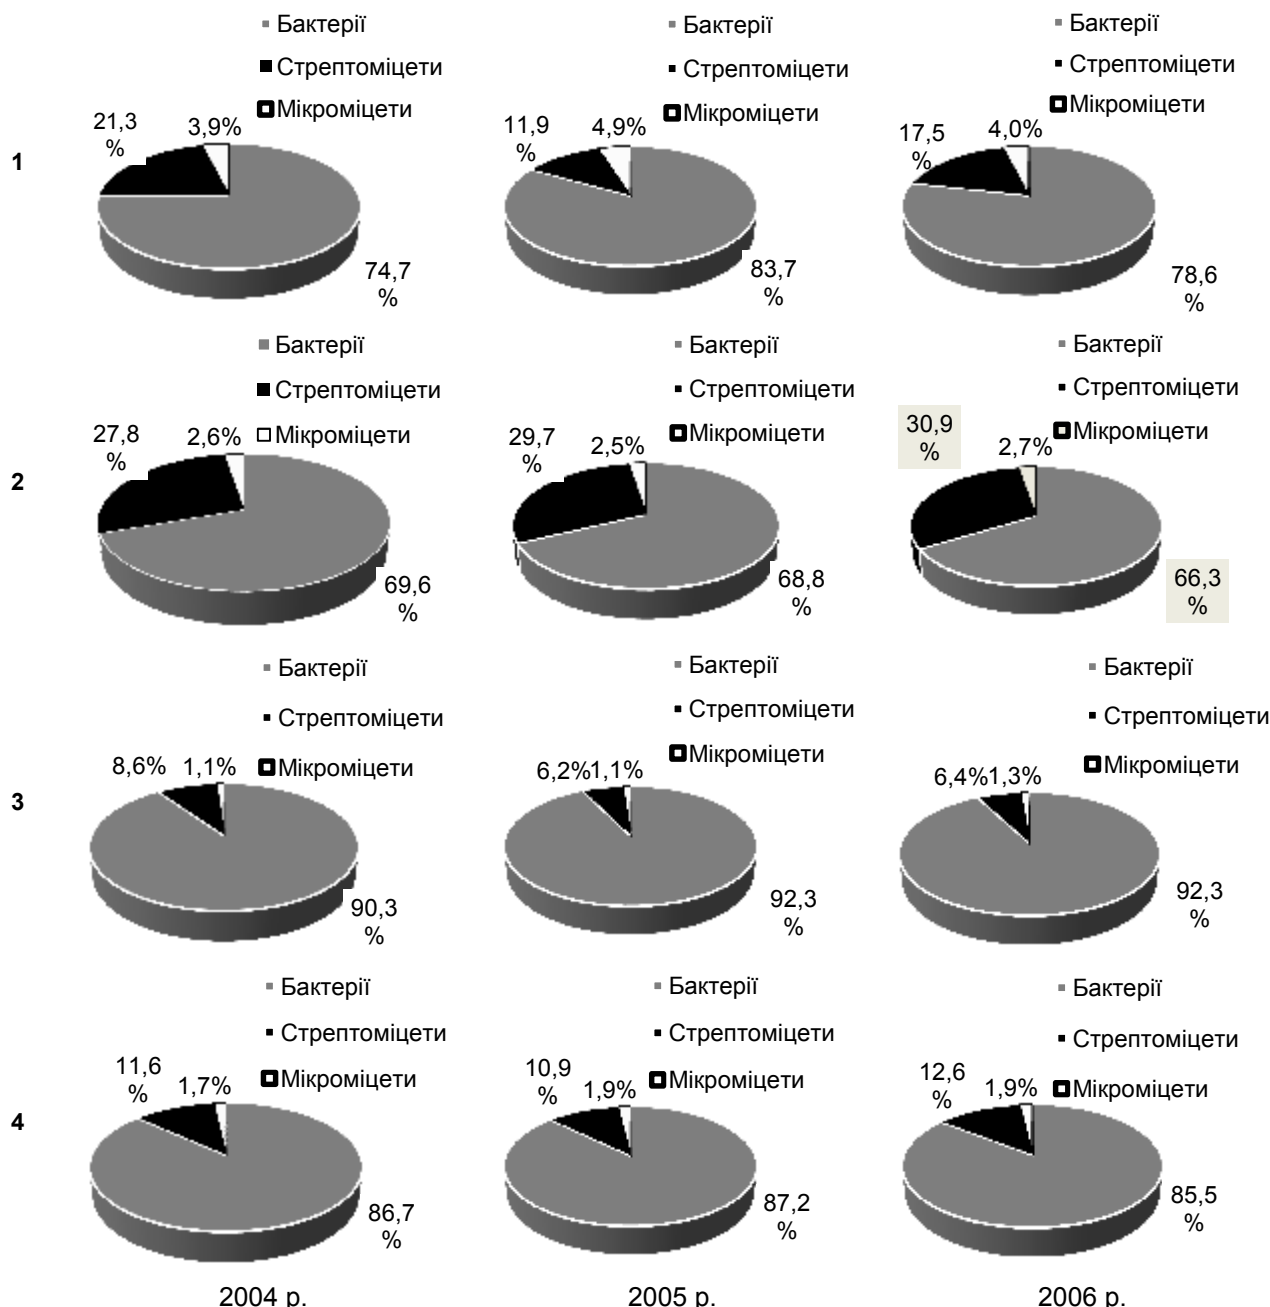 Бактерії
Стрептоміцети
Мікроміцети
21,3
%
3,9%
74,7
%
Бактерії
Стрептоміцети
Мікроміцети
11,9
%
4,9%
83,7
%
Бактерії
Стрептоміцети
Мікроміцети
17,5
%
4,0%
78,6
%
1
Бактерії
Стрептоміцети
Мікроміцети
27,8
%
2,6%
69,6
%
Бактерії
Стрептоміцети
Мікроміцети
29,7
%
2,5%
68,8
%
Бактерії
Стрептоміцети
Мікроміцети
30,9
%
2,7%
66,3
%
2
Бактерії
Стрептоміцети
Мікроміцети
8,6%
1,1%
90,3
%
Бактерії
Стрептоміцети
Мікроміцети
6,2%
1,1%
92,3
%
Бактерії
Стрептоміцети
Мікроміцети
6,4%
1,3%
92,3
%
3
Бактерії
Стрептоміцети
Мікроміцети
11,6
%
1,7%
86,7
%
Бактерії
Стрептоміцети
Мікроміцети
10,9
%
1,9%
87,2
%
Бактерії
Стрептоміцети
Мікроміцети
12,6
%
1,9%
85,5
%
4
2004 р.
2005 р.
2006 р.